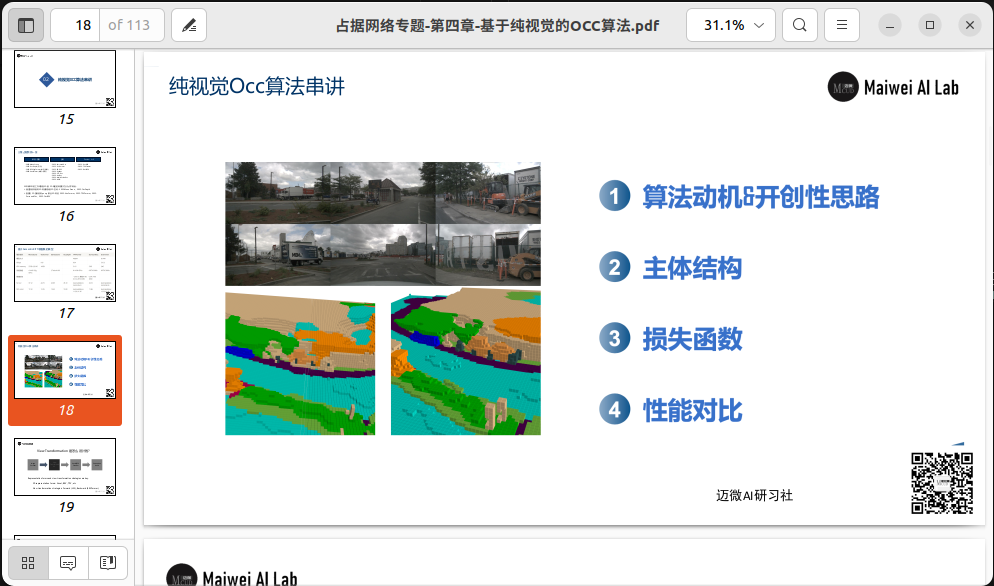 18
of 113
占据网络专题-第四章-基于纯视觉的OCC算法.pdf
31.1%
15
16
17
18
19
纯视觉Occ算法串讲
Maiwei AI Lab
1 算法动机&开创性思路
2 主体结构
3 损失函数
4 性能对比
迈微AI研习社
Maiwei AI Lab